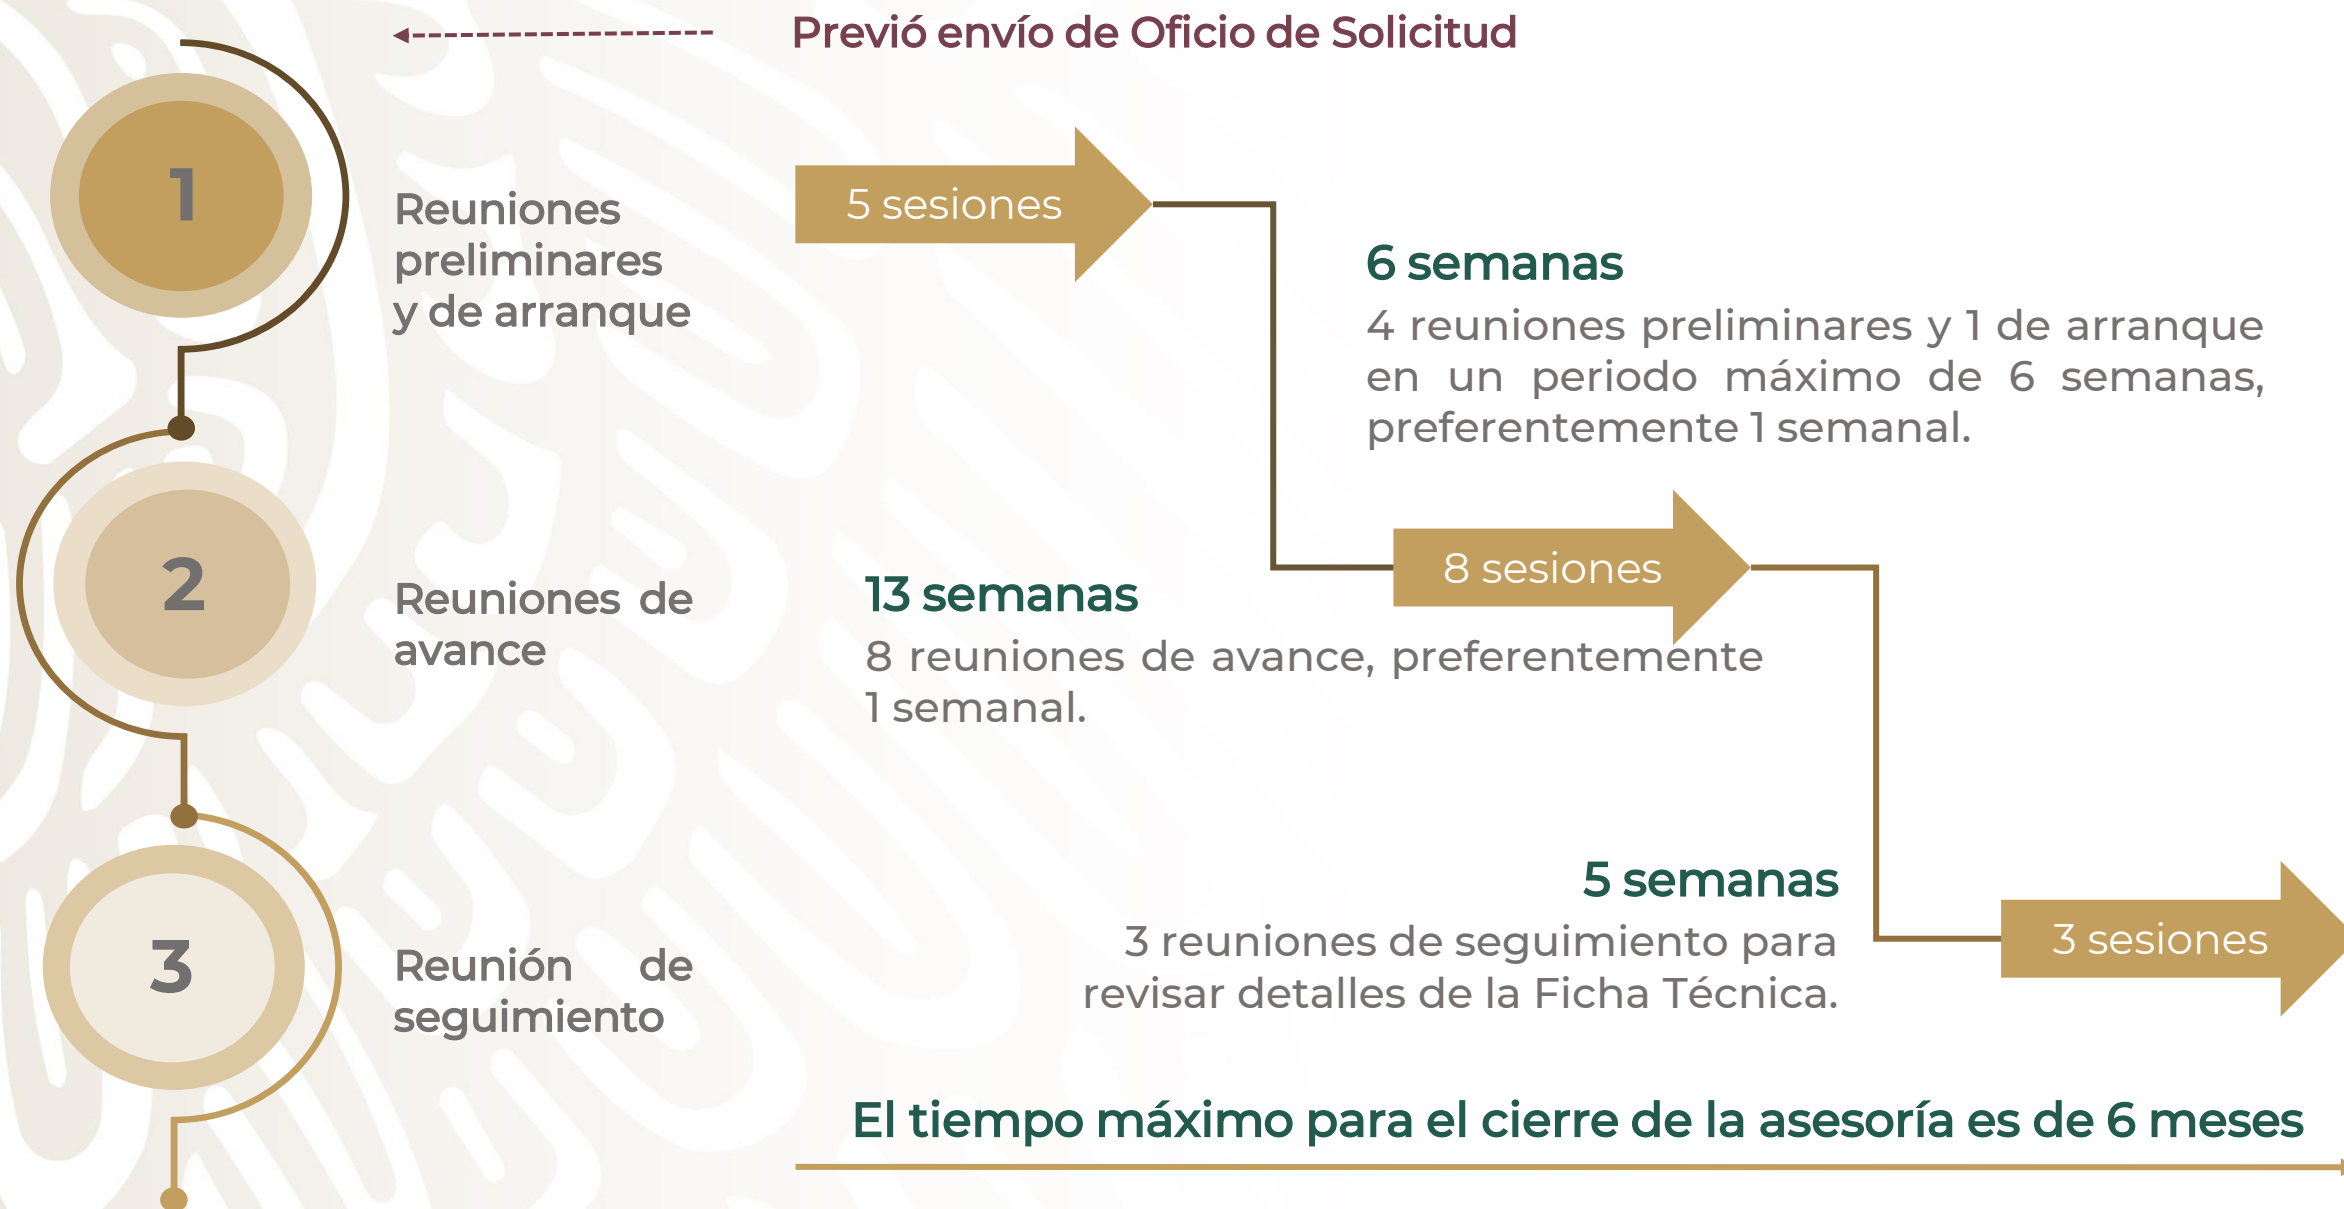 Previó envío de Oficio de Solicitud
1
Reuniones
preliminares
y de arranque
5 sesiones
6 semanas
4 reuniones preliminares y 1 de arranque
en un periodo máximo de 6 semanas,
preferentemente 1 semanal.
2
Reuniones de
avance
8 sesiones
13 semanas
8 reuniones de avance, preferentemente
1 semanal.
3
Reunión de
seguimiento
5 semanas
3 reuniones de seguimiento para
revisar detalles de la Ficha Técnica.
3 sesiones
El tiempo máximo para el cierre de la asesoría es de 6 meses